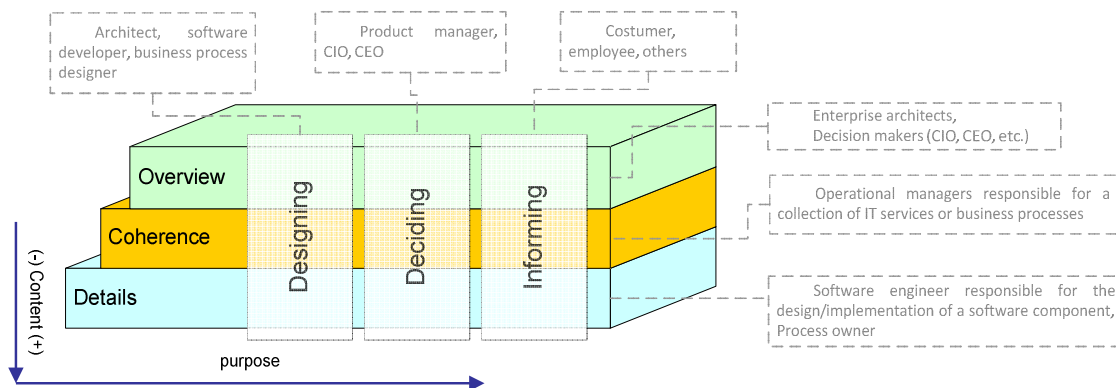 Architect, software
developer, business process
designer
Product manager,
CIO, CEO
Costumer,
employee, others
Enterprise architects,
Decision makers (CIO, CEO, etc.)
Overview
Operational managers responsible for a
collection of IT services or business processes
Coherence
Designing
Deciding
Informing
Details
Software engineer responsible for the
design/implementation of a software component,
Process owner
(-) Content (+)
purpose